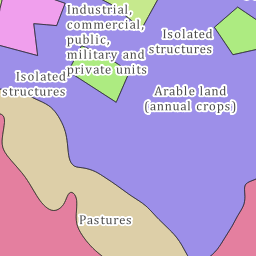 Industrial,
commercial,
public,
military and
private units
Isolated
structures
Isolated
structures
Arable land
(annual crops)
Pastures